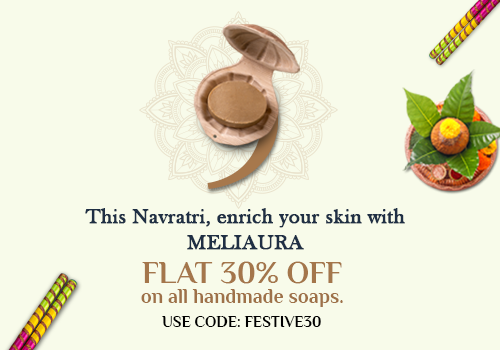 This Navratri, enrich your skin with
MELIAURA
FLAT 30% OFF
on all handmade soaps.
USE CODE: FESTIVE30